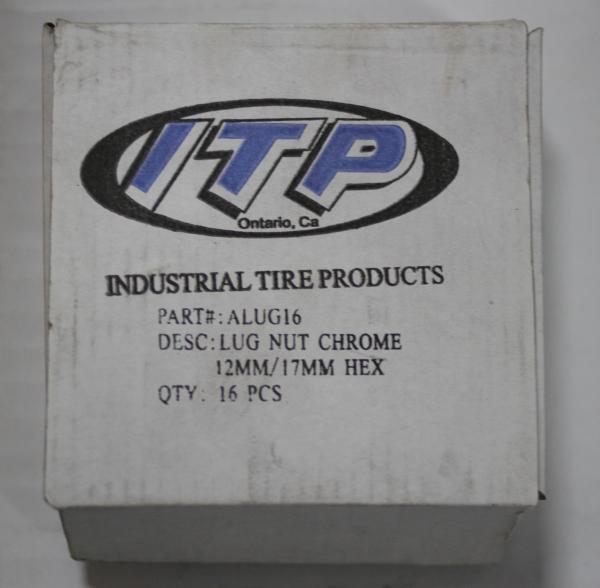 ITP
Ontario, Ca
INDUSTRIAL TIRE PRODUCTS
PART#:ALUG16
DESC:LUG NUT CHROME
12MM/17MM HEX
QTY: 16 PCS